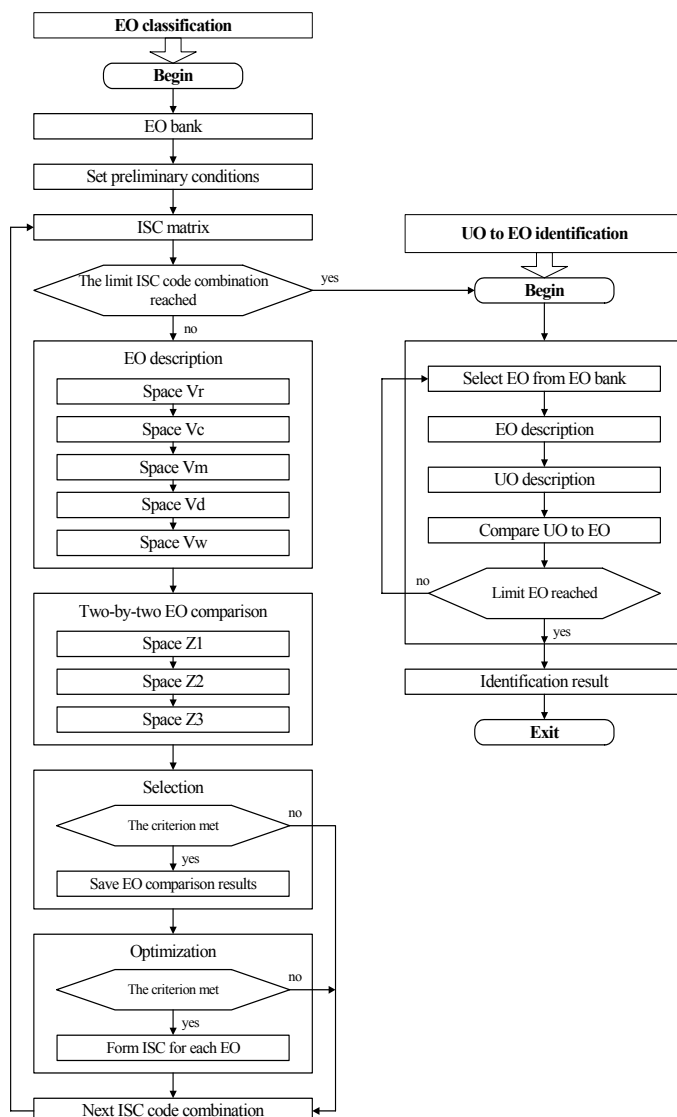 EO classification
Begin
EO bank
Set preliminary conditions
ISC matrix
The limit ISC code combination
reached
yes
no
EO description
Space Vr
Space Vc
Space Vm
Space Vd
Space Vw
Two-by-two EO comparison
Space Z1
Space Z2
Space Z3
Selection
The criterion met
no
yes
Save EO comparison results
Optimization
The criterion met
no
yes
Form ISC for each EO
Next ISC code combination
UO to EO identification
Begin
Select EO from EO bank
EO description
UO description
Compare UO to EO
no
Limit EO reached
yes
Identification result
Exit